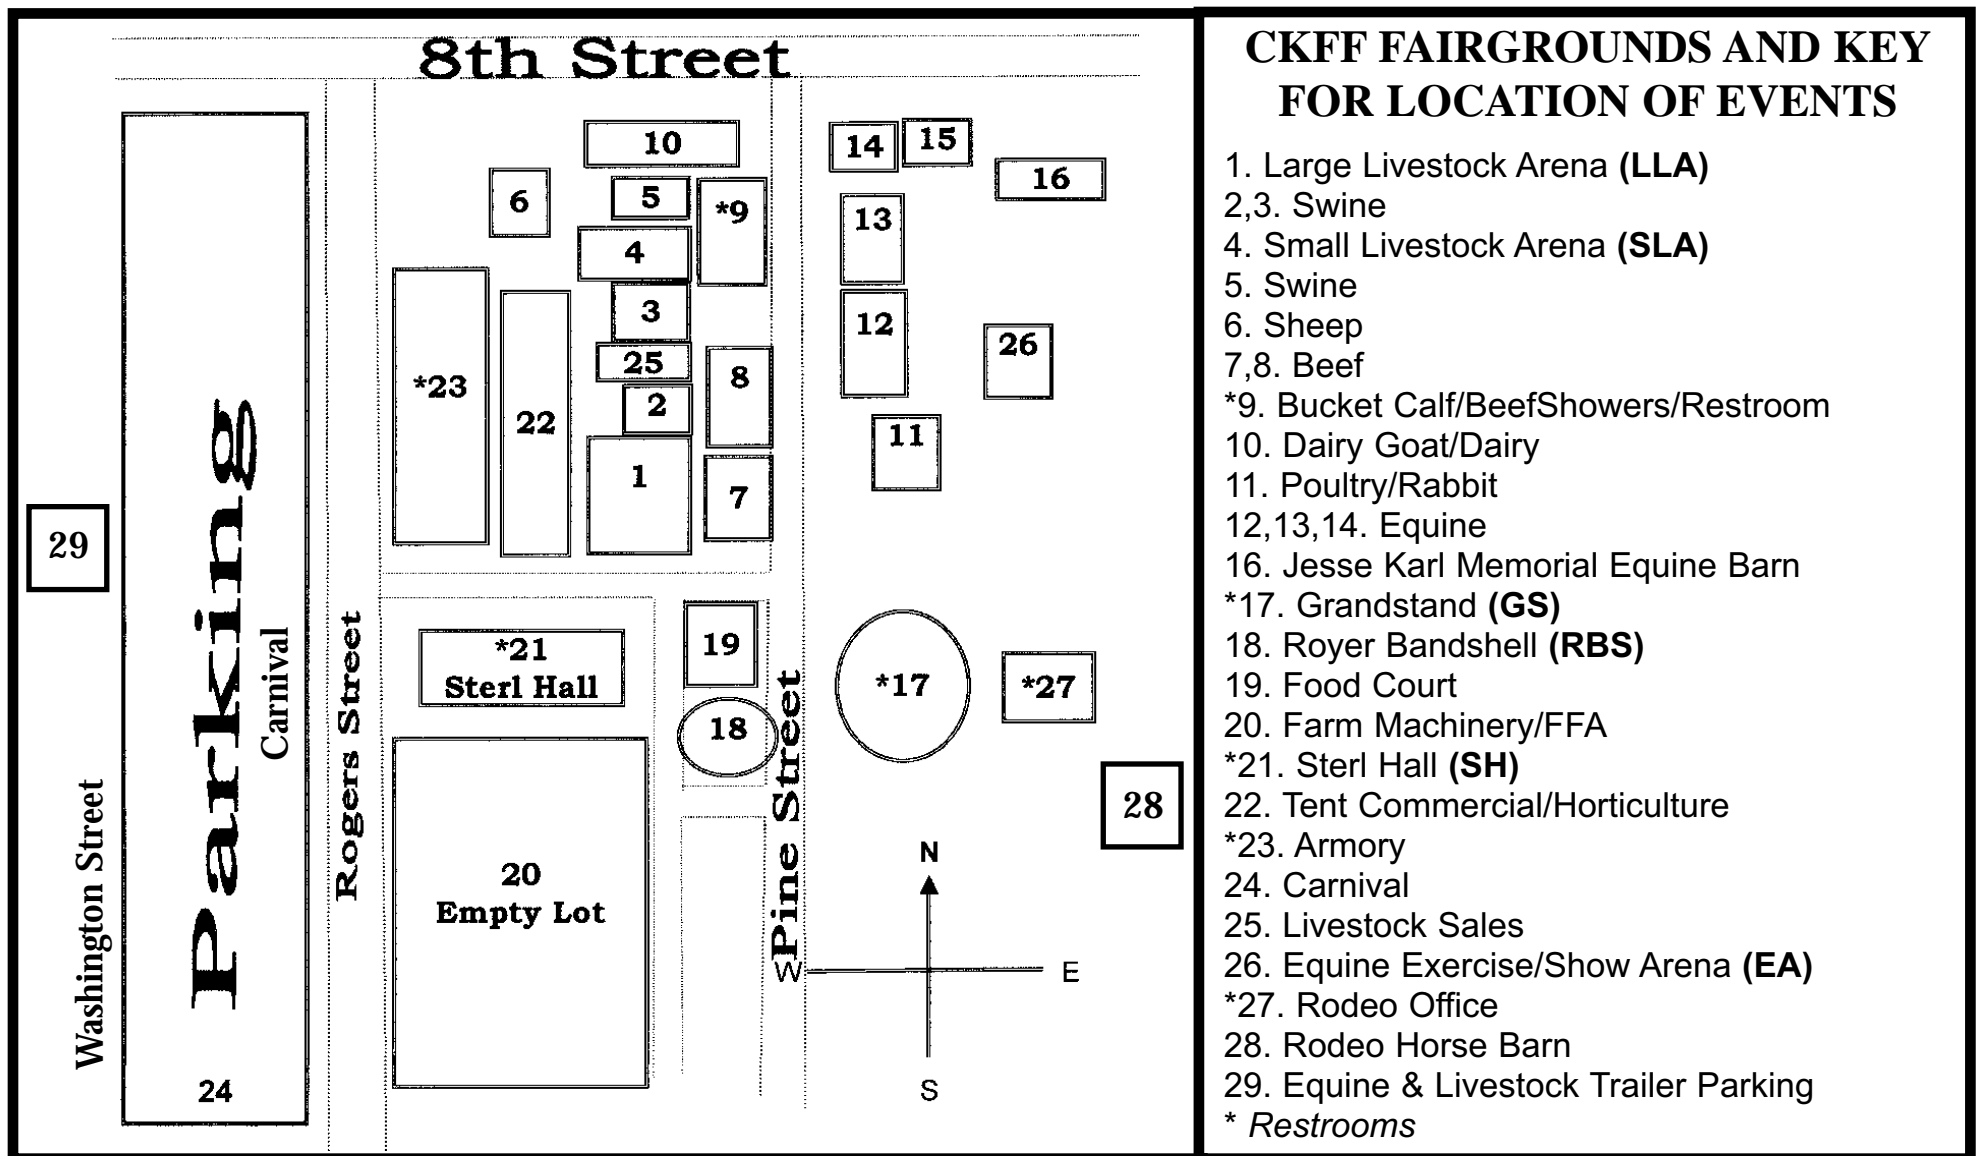 8th Street
10
14
15
16
6
5
*9
13
4
3
12
26
25
*23
8
22
2
11
1
7
29
Parking
Carnival
Washington Street
Rogers Street
*21
Sterl Hall
19
18
Pine Street
*17
*27
28
20
Empty Lot
N
W
E
S
24
CKFF FAIRGROUNDS AND KEY
FOR LOCATION OF EVENTS
1. Large Livestock Arena (LLA)
2,3. Swine
4. Small Livestock Arena (SLA)
5. Swine
6. Sheep
7,8. Beef
*9. Bucket Calf/BeefShowers/Restroom
10. Dairy Goat/Dairy
11. Poultry/Rabbit
12,13,14. Equine
16. Jesse Karl Memorial Equine Barn
*17. Grandstand (GS)
18. Royer Bandshell (RBS)
19. Food Court
20. Farm Machinery/FFA
*21. Sterl Hall (SH)
22. Tent Commercial/Horticulture
*23. Armory
24. Carnival
25. Livestock Sales
26. Equine Exercise/Show Arena (EA)
*27. Rodeo Office
28. Rodeo Horse Barn
29. Equine & Livestock Trailer Parking
* Restrooms